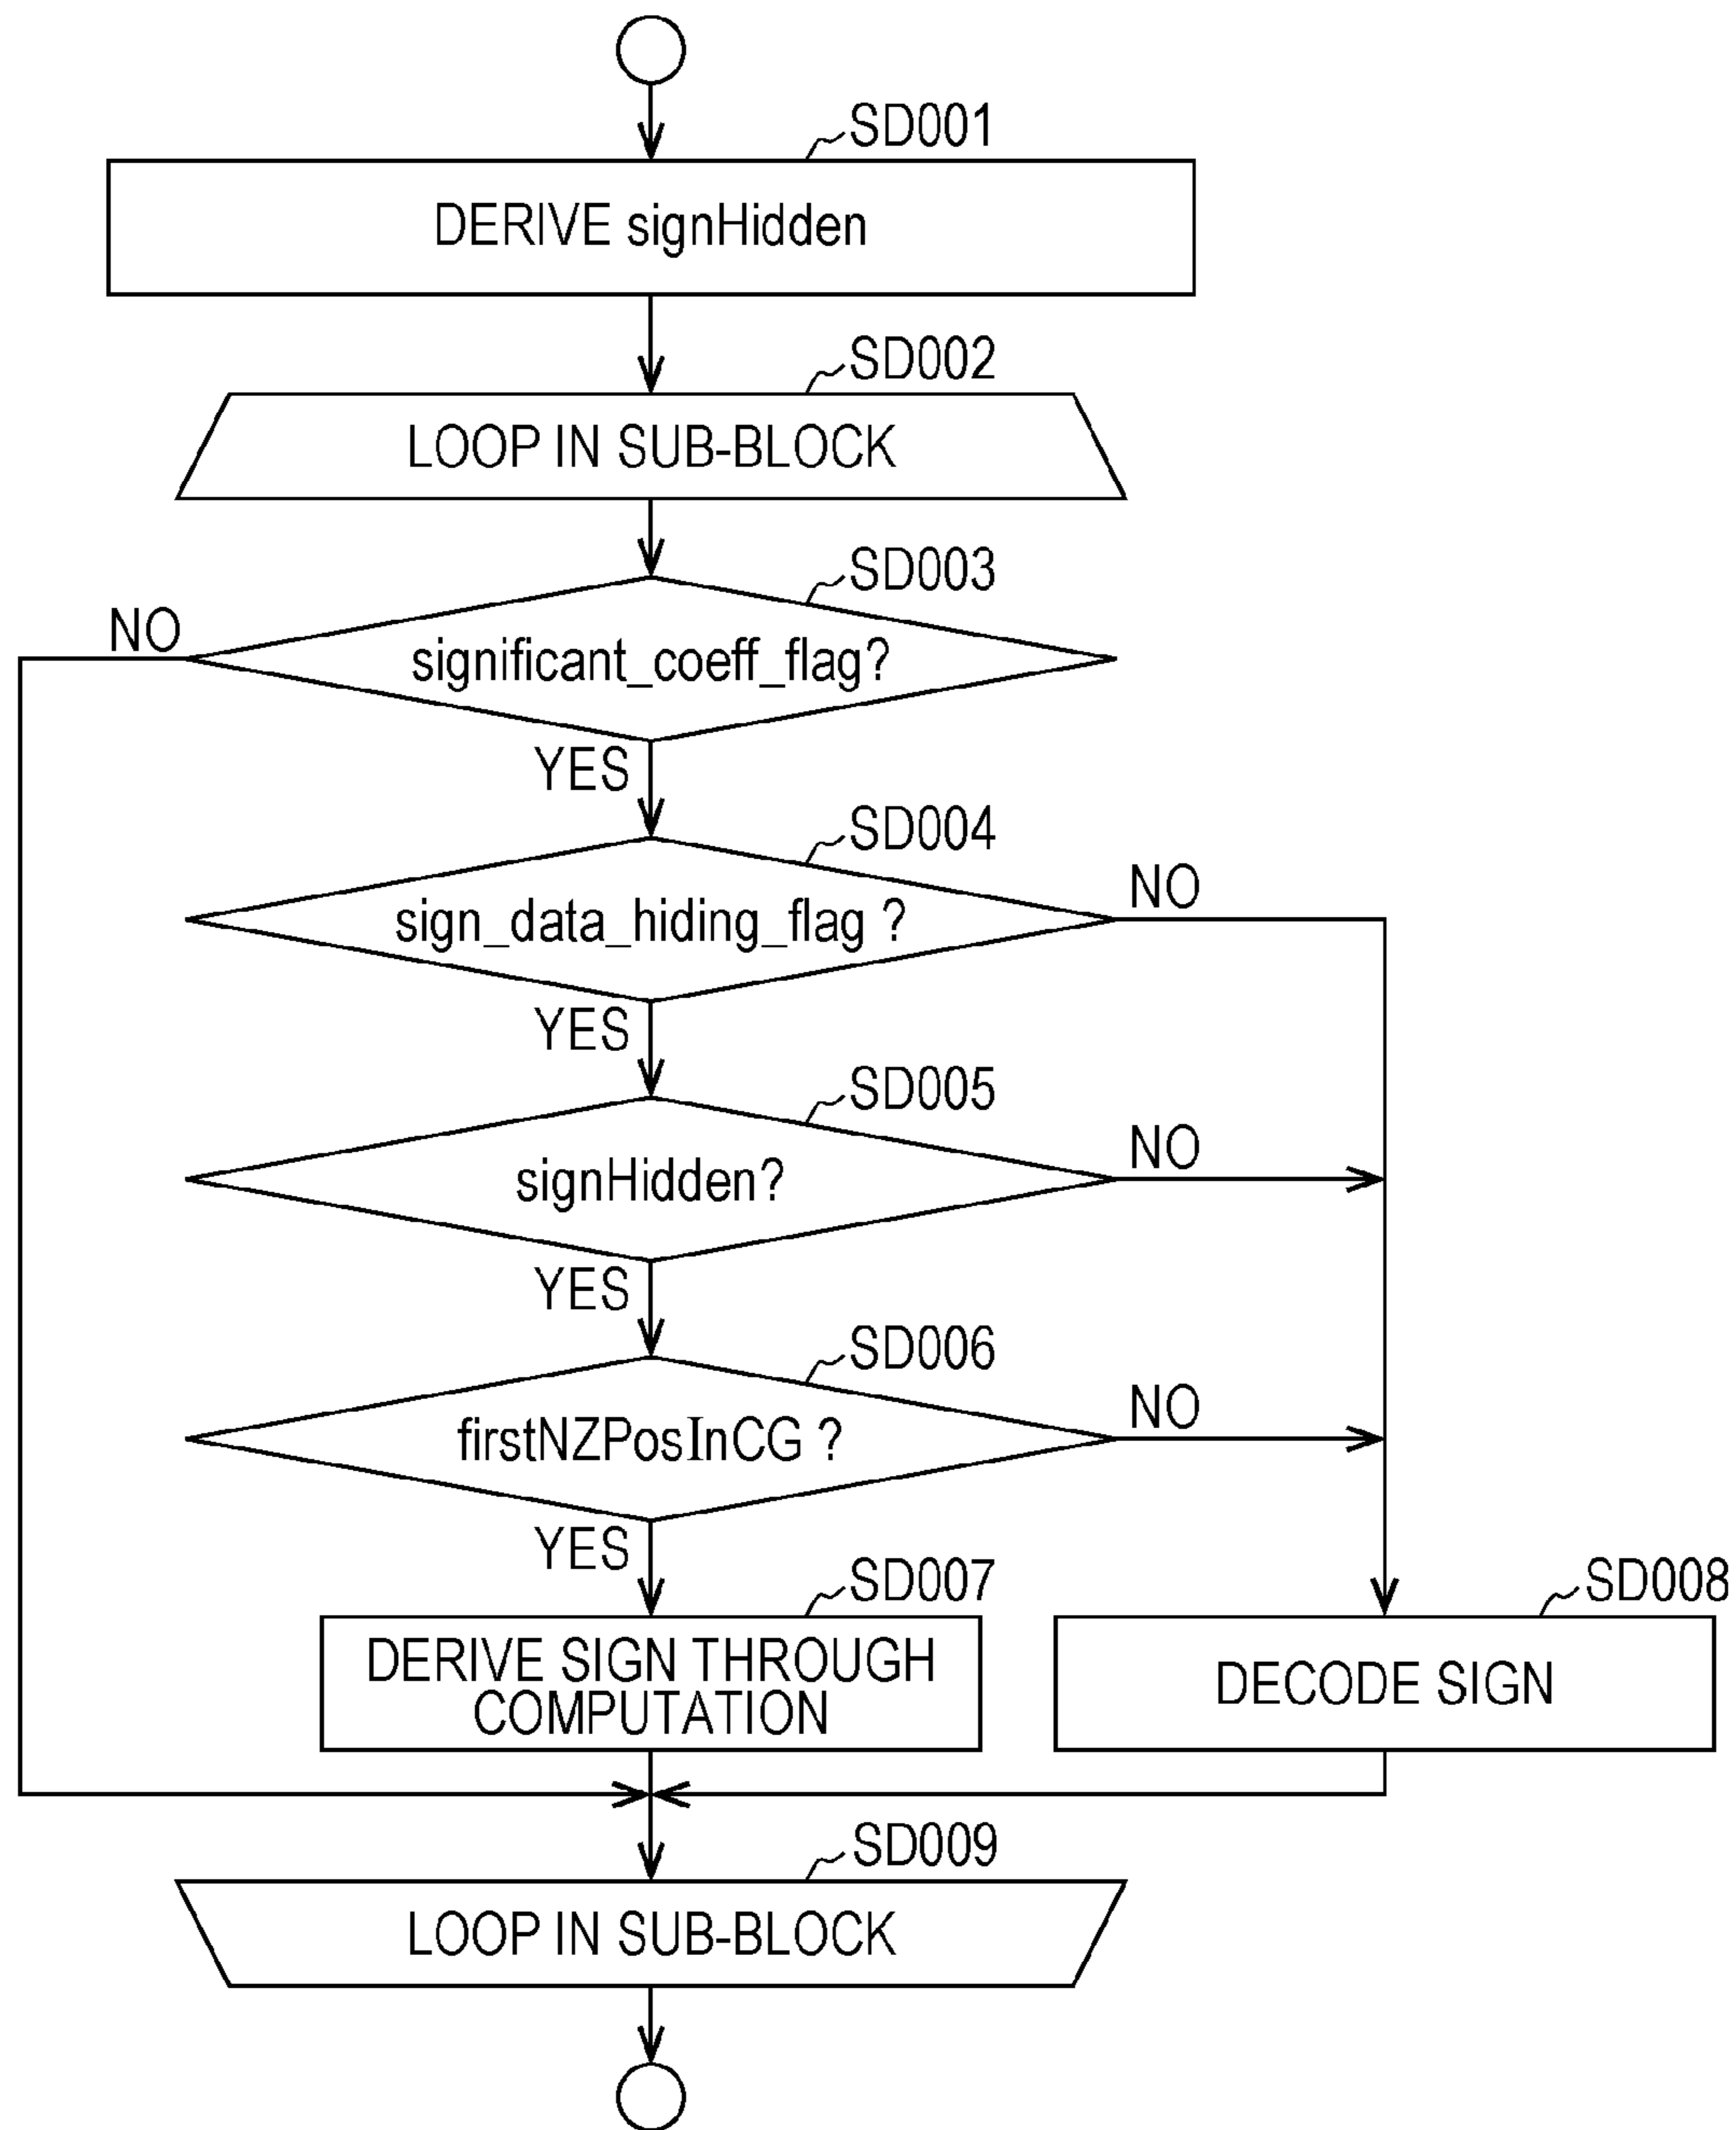 SD001
DERIVE signHidden
SD002
LOOP IN SUB-BLOCK
SD003
NO
significant_coeff_flag?
YES
SD004
NO
sign_data_hiding_flag ?
YES
SD005
NO
signHidden?
YES
SD006
NO
firstNZPosInCG ?
YES
SD007
DERIVE SIGN THROUGH
COMPUTATION
SD008
DECODE SIGN
SD009
LOOP IN SUB-BLOCK